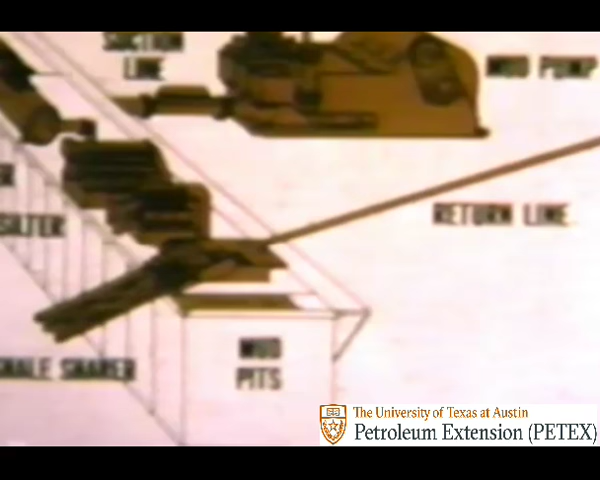 SUCTION
LINE
MUD PUMP
RETURN LINE
SILTER
SHALE SHAKER
MUD
PITS
The University of Texas at Austin
Petroleum Extension (PETEX)